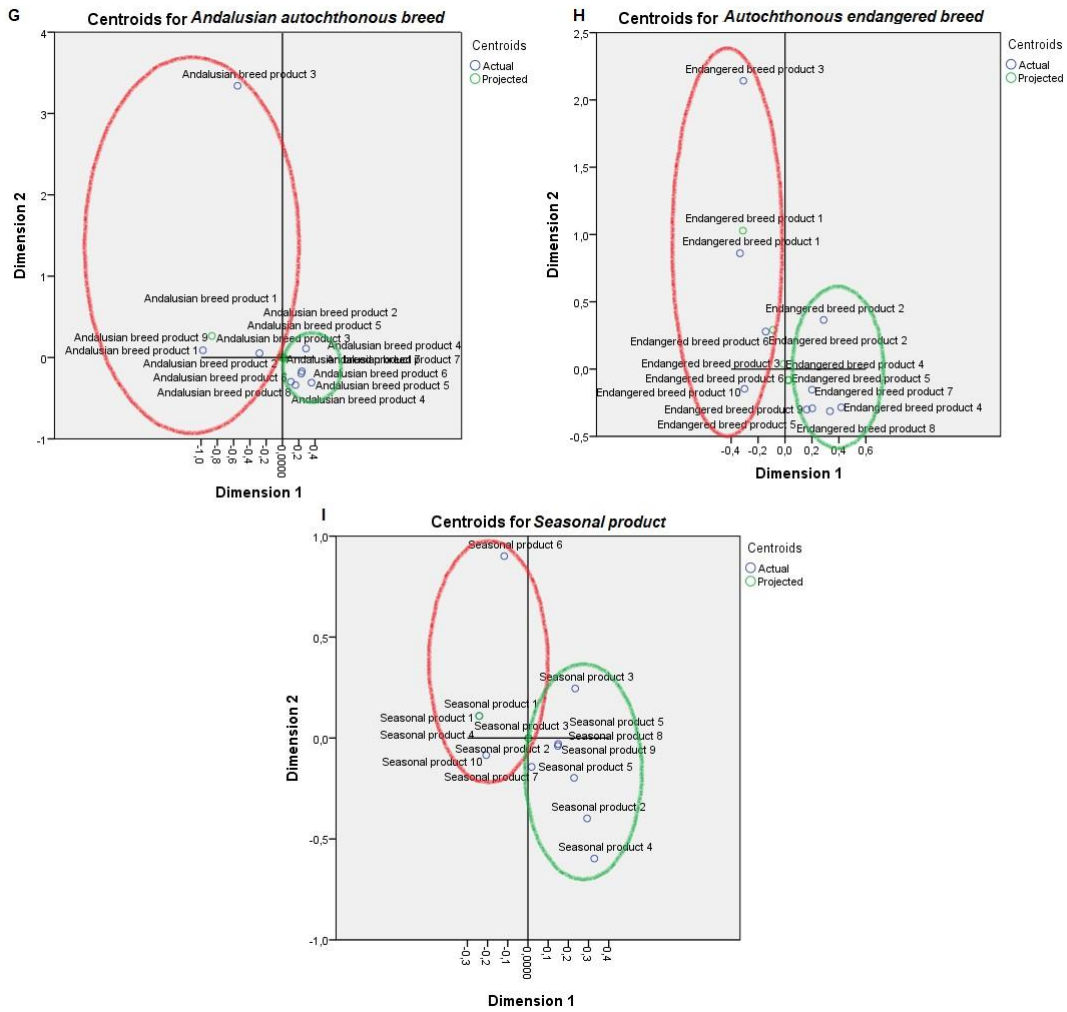 G
Centroids for Andalusian autochthonous breed
Centroids
Actual
Projected
Dimension 2
4
3
2
1
0
-1
Andalusian breed product 3
Andalusian breed product 1
Andalusian breed product 2
Andalusian breed product 5
Andalusian breed product 9
Andalusian breed product 3
Andalusian breed product 4
Andalusian breed product 1
Andalusian breed product 7
Andalusian breed product 2
Andalusian breed product 6
Andalusian breed product 6
Andalusian breed product 5
Andalusian breed product 8
Andalusian breed product 4
-1,0
-0,8
-0,6
-0,4
-0,2
0,0000
0,2
0,4
Dimension 1
H
Centroids for Autochthonous endangered breed
Centroids
Actual
Projected
Dimension 2
2,5
2,0
1,5
1,0
0,5
0,0
-0,5
Endangered breed product 3
Endangered breed product 1
Endangered breed product 1
Endangered breed product 2
Endangered breed product 6
Endangered breed product 2
Endangered breed product 3
Endangered breed product 4
Endangered breed product 6
Endangered breed product 5
Endangered breed product 10
Endangered breed product 7
Endangered breed product 9
Endangered breed product 4
Endangered breed product 5
Endangered breed product 8
-0,4
-0,2
0,0
0,2
0,4
0,6
Dimension 1
I
Centroids for Seasonal product
Centroids
Actual
Projected
Dimension 2
1,0
0,5
0,0
-0,5
-1,0
Seasonal product 6
Seasonal product 3
Seasonal product 1
Seasonal product 1
Seasonal product 5
Seasonal product 3
Seasonal product 4
Seasonal product 8
Seasonal product 2
Seasonal product 9
Seasonal product 10
Seasonal product 5
Seasonal product 7
Seasonal product 2
Seasonal product 4
-0,3
-0,2
-0,1
0,0000
0,1
0,2
0,3
0,4
Dimension 1